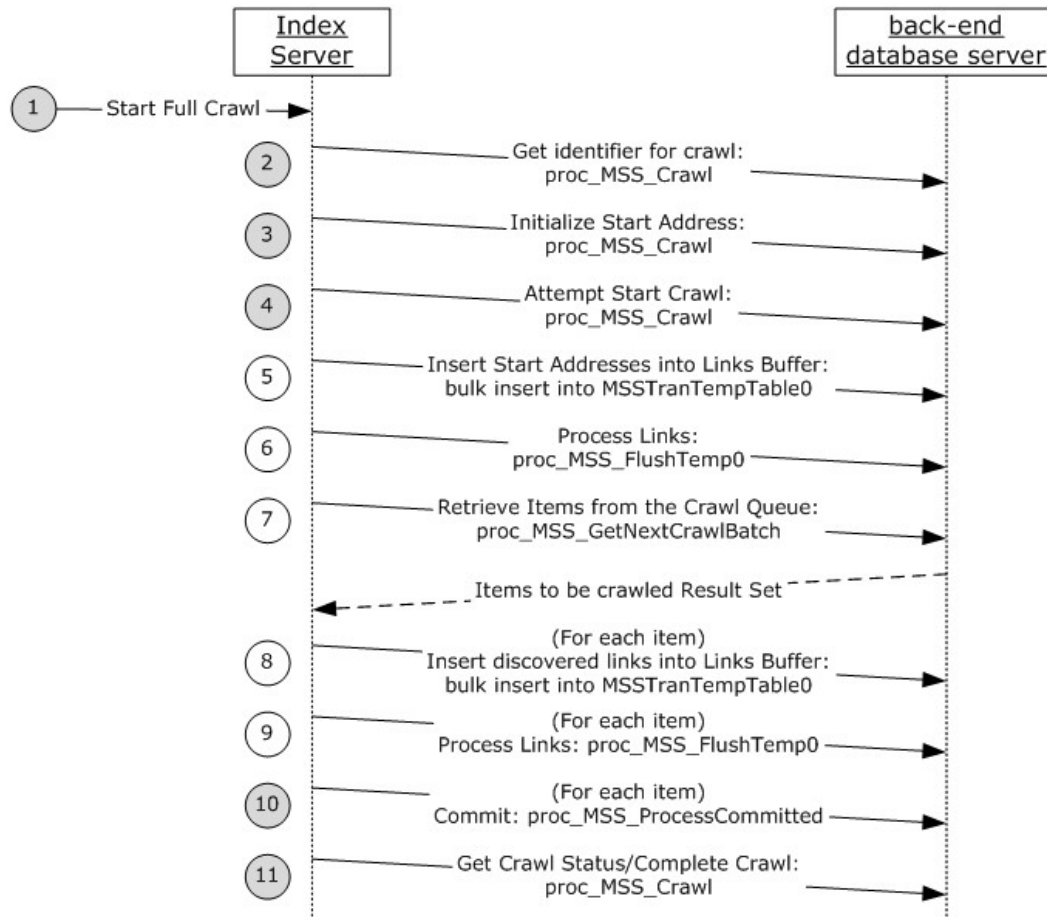 Index
Server
back-end
database server
1
Start Full Crawl
2
Get identifier for crawl:
proc_MSS_Crawl
3
Initialize Start Address:
proc_MSS_Crawl
4
Attempt Start Crawl:
proc_MSS_Crawl
5
Insert Start Addresses into Links Buffer:
bulk insert into MSSTranTempTable0
6
Process Links:
proc_MSS_FlushTemp0
7
Retrieve Items from the Crawl Queue:
proc_MSS_GetNextCrawlBatch
Items to be crawled Result Set
8
(For each item)
Insert discovered links into Links Buffer:
bulk insert into MSSTranTempTable0
9
(For each item)
Process Links: proc_MSS_FlushTemp0
10
(For each item)
Commit: proc_MSS_ProcessCommitted
11
Get Crawl Status/Complete Crawl:
proc_MSS_Crawl